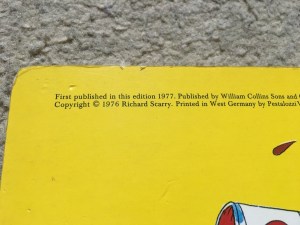 First published in this edition 1977. Published by William Collins Sons and
Copyright © 1976 Richard Scarry. Printed in West Germany by Pestalozzi V